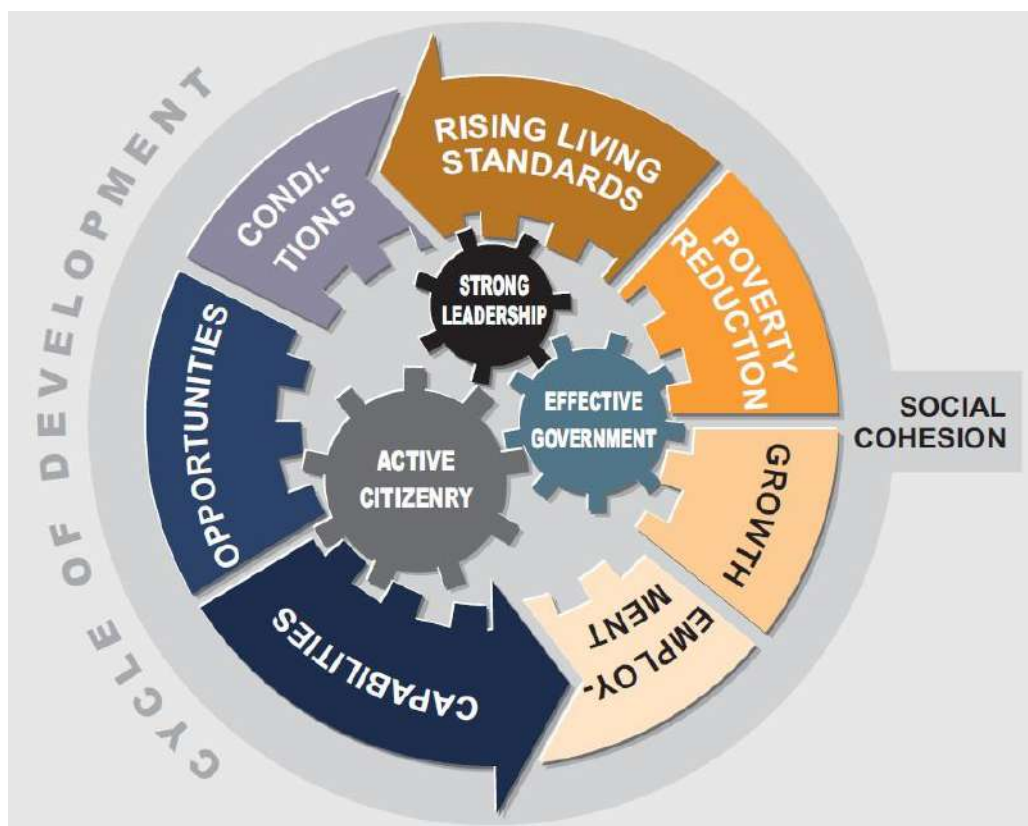 CYCLE OF DEVELOPMENT
RISING LIVING
STANDARDS
CONDI-
TIONS
OPPORTUNITIES
CAPABILITIES
EMPLOY-
MENT
GROWTH
POVERTY
REDUCTION
STRONG
LEADERSHIP
EFFECTIVE
GOVERNMENT
ACTIVE
CITIZENRY
SOCIAL
COHESION